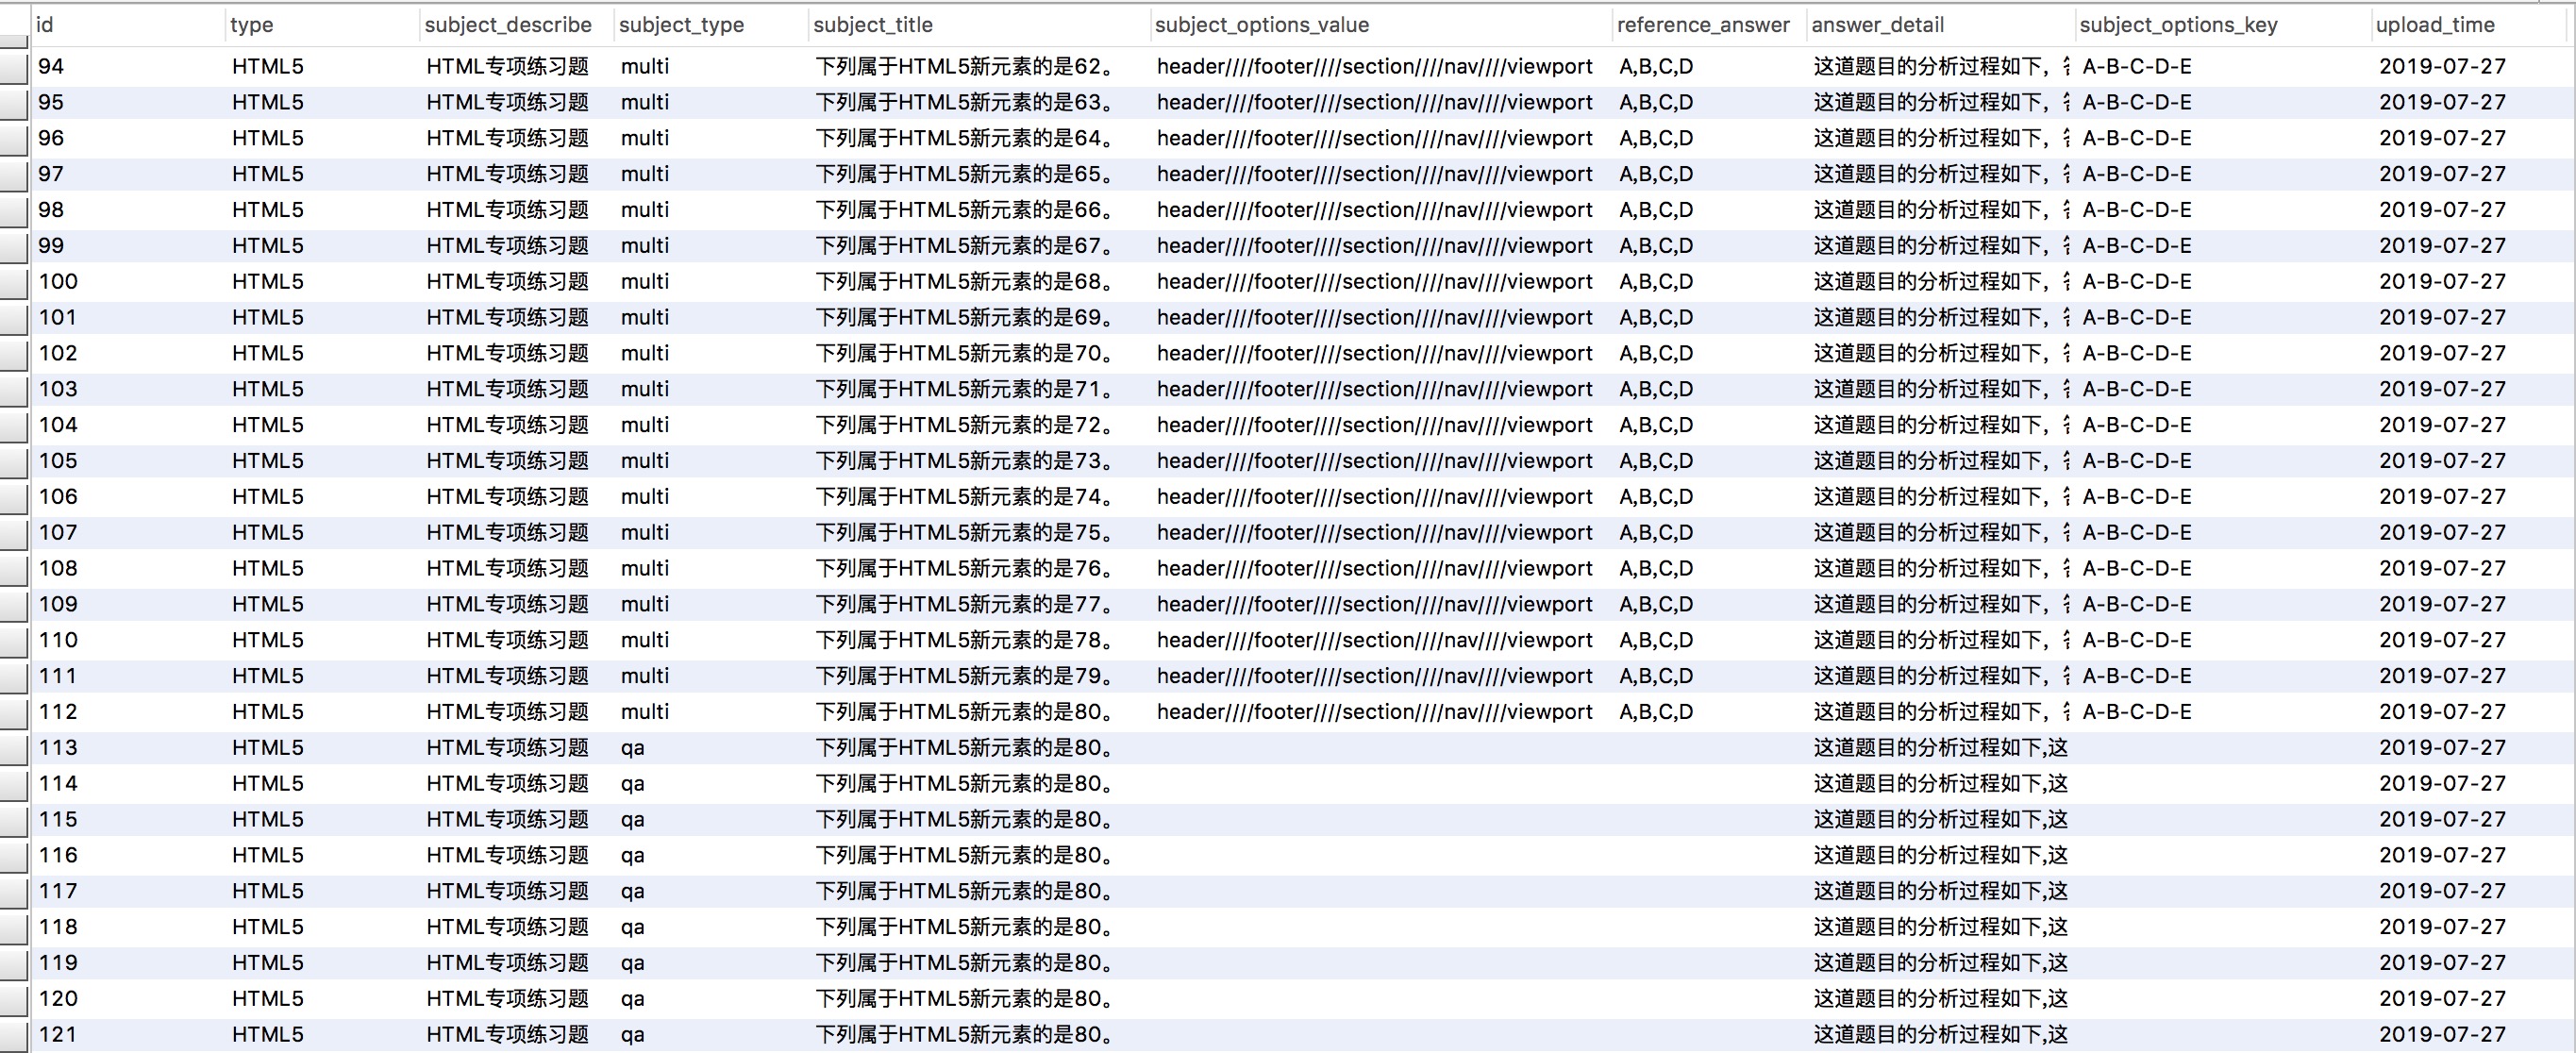 id type subject_describe subject_type subject_title subject_options_value reference_answer answer_detail subject_options_key upload_time
94 HTML5 HTML专项练习题 multi 下列属于HTML5新元素的是62。 header////footer////section////nav////viewport A,B,C,D 这道题目的分析过程如下， A-B-C-D-E 2019-07-27
95 HTML5 HTML专项练习题 multi 下列属于HTML5新元素的是63。 header////footer////section////nav////viewport A,B,C,D 这道题目的分析过程如下， A-B-C-D-E 2019-07-27
96 HTML5 HTML专项练习题 multi 下列属于HTML5新元素的是64。 header////footer////section////nav////viewport A,B,C,D 这道题目的分析过程如下， A-B-C-D-E 2019-07-27
97 HTML5 HTML专项练习题 multi 下列属于HTML5新元素的是65。 header////footer////section////nav////viewport A,B,C,D 这道题目的分析过程如下， A-B-C-D-E 2019-07-27
98 HTML5 HTML专项练习题 multi 下列属于HTML5新元素的是66。 header////footer////section////nav////viewport A,B,C,D 这道题目的分析过程如下， A-B-C-D-E 2019-07-27
99 HTML5 HTML专项练习题 multi 下列属于HTML5新元素的是67。 header////footer////section////nav////viewport A,B,C,D 这道题目的分析过程如下， A-B-C-D-E 2019-07-27
100 HTML5 HTML专项练习题 multi 下列属于HTML5新元素的是68。 header////footer////section////nav////viewport A,B,C,D 这道题目的分析过程如下， A-B-C-D-E 2019-07-27
101 HTML5 HTML专项练习题 multi 下列属于HTML5新元素的是69。 header////footer////section////nav////viewport A,B,C,D 这道题目的分析过程如下， A-B-C-D-E 2019-07-27
102 HTML5 HTML专项练习题 multi 下列属于HTML5新元素的是70。 header////footer////section////nav////viewport A,B,C,D 这道题目的分析过程如下， A-B-C-D-E 2019-07-27
103 HTML5 HTML专项练习题 multi 下列属于HTML5新元素的是71。 header////footer////section////nav////viewport A,B,C,D 这道题目的分析过程如下， A-B-C-D-E 2019-07-27
104 HTML5 HTML专项练习题 multi 下列属于HTML5新元素的是72。 header////footer////section////nav////viewport A,B,C,D 这道题目的分析过程如下， A-B-C-D-E 2019-07-27
105 HTML5 HTML专项练习题 multi 下列属于HTML5新元素的是73。 header////footer////section////nav////viewport A,B,C,D 这道题目的分析过程如下， A-B-C-D-E 2019-07-27
106 HTML5 HTML专项练习题 multi 下列属于HTML5新元素的是74。 header////footer////section////nav////viewport A,B,C,D 这道题目的分析过程如下， A-B-C-D-E 2019-07-27
107 HTML5 HTML专项练习题 multi 下列属于HTML5新元素的是75。 header////footer////section////nav////viewport A,B,C,D 这道题目的分析过程如下， A-B-C-D-E 2019-07-27
108 HTML5 HTML专项练习题 multi 下列属于HTML5新元素的是76。 header////footer////section////nav////viewport A,B,C,D 这道题目的分析过程如下， A-B-C-D-E 2019-07-27
109 HTML5 HTML专项练习题 multi 下列属于HTML5新元素的是77。 header////footer////section////nav////viewport A,B,C,D 这道题目的分析过程如下， A-B-C-D-E 2019-07-27
110 HTML5 HTML专项练习题 multi 下列属于HTML5新元素的是78。 header////footer////section////nav////viewport A,B,C,D 这道题目的分析过程如下， A-B-C-D-E 2019-07-27
111 HTML5 HTML专项练习题 multi 下列属于HTML5新元素的是79。 header////footer////section////nav////viewport A,B,C,D 这道题目的分析过程如下， A-B-C-D-E 2019-07-27
112 HTML5 HTML专项练习题 multi 下列属于HTML5新元素的是80。 header////footer////section////nav////viewport A,B,C,D 这道题目的分析过程如下， A-B-C-D-E 2019-07-27
113 HTML5 HTML专项练习题 qa 下列属于HTML5新元素的是80。 这道题目的分析过程如下,这 2019-07-27
114 HTML5 HTML专项练习题 qa 下列属于HTML5新元素的是80。 这道题目的分析过程如下,这 2019-07-27
115 HTML5 HTML专项练习题 qa 下列属于HTML5新元素的是80。 这道题目的分析过程如下,这 2019-07-27
116 HTML5 HTML专项练习题 qa 下列属于HTML5新元素的是80。 这道题目的分析过程如下,这 2019-07-27
117 HTML5 HTML专项练习题 qa 下列属于HTML5新元素的是80。 这道题目的分析过程如下,这 2019-07-27
118 HTML5 HTML专项练习题 qa 下列属于HTML5新元素的是80。 这道题目的分析过程如下,这 2019-07-27
119 HTML5 HTML专项练习题 qa 下列属于HTML5新元素的是80。 这道题目的分析过程如下,这 2019-07-27
120 HTML5 HTML专项练习题 qa 下列属于HTML5新元素的是80。 这道题目的分析过程如下,这 2019-07-27
121 HTML5 HTML专项练习题 qa 下列属于HTML5新元素的是80。 这道题目的分析过程如下,这 2019-07-27